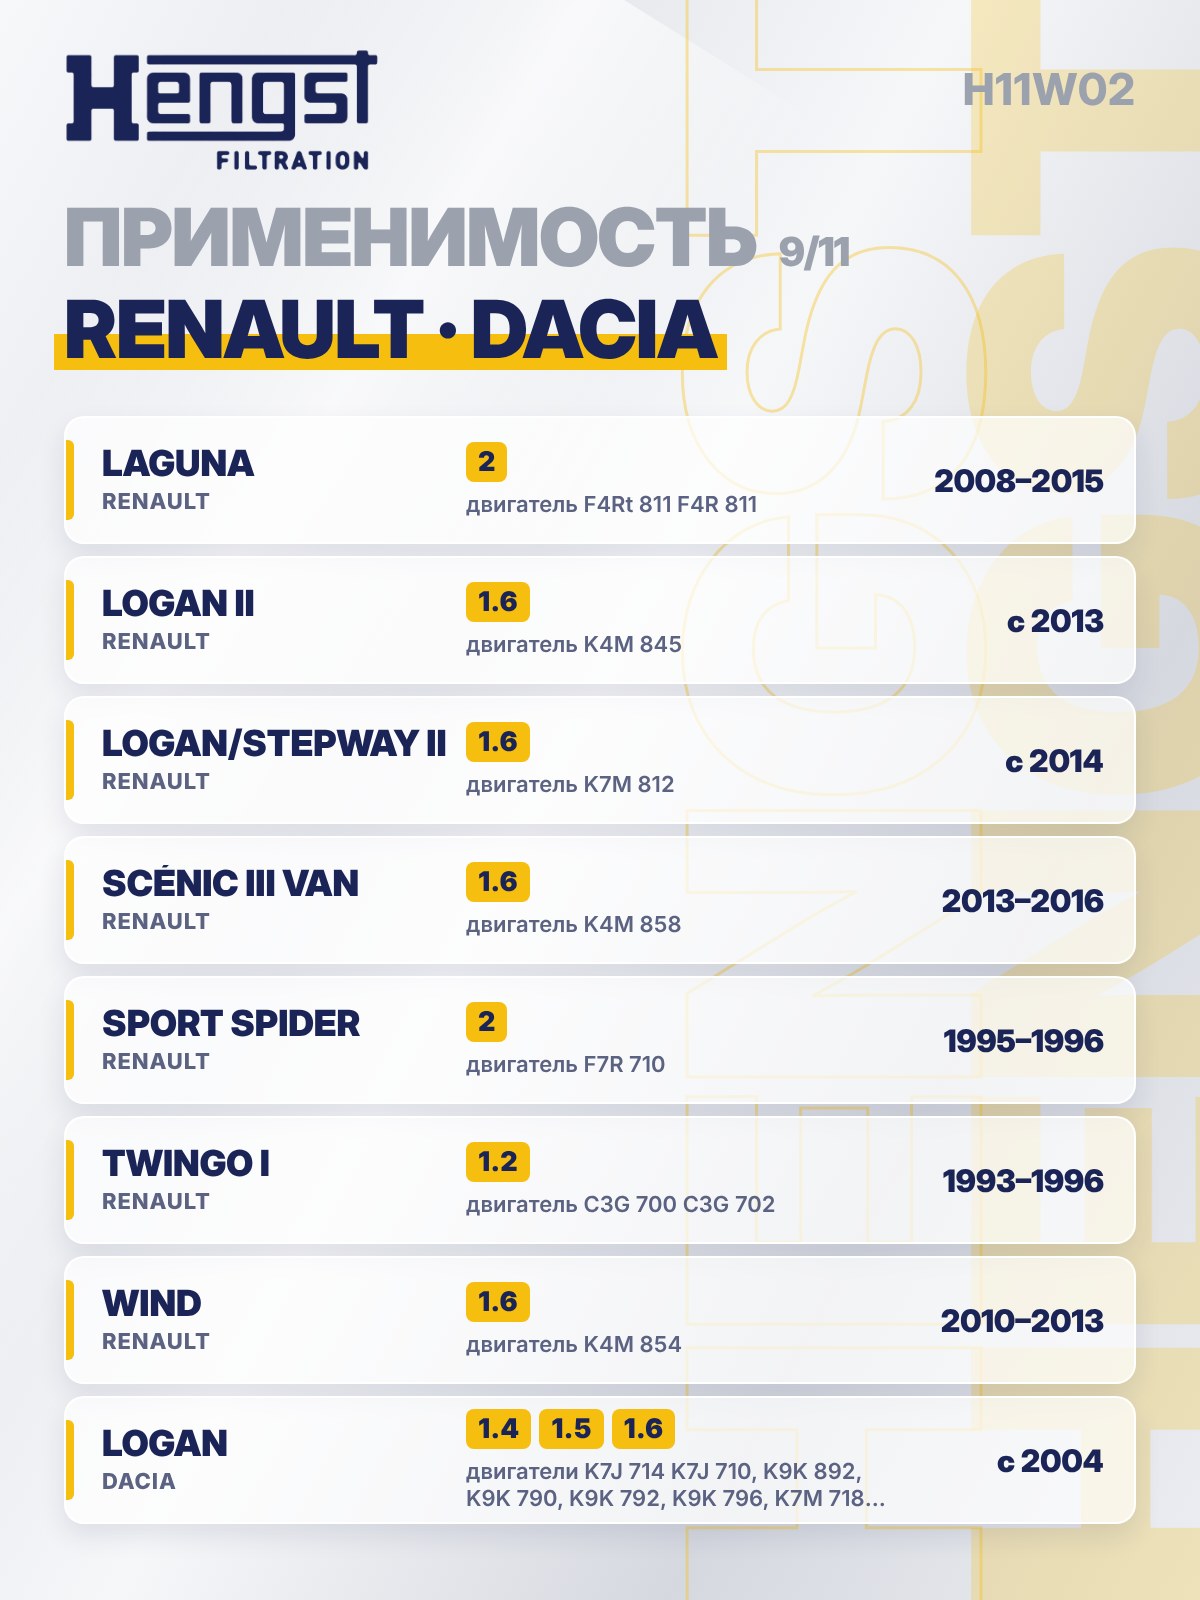 Hengst
FILTRATION
H11W02
ПРИМЕНИМОСТЬ 9/11
RENAULT · DACIA
LAGUNA
RENAULT
2
двигатель F4Rt 811 F4R 811
2008–2015
LOGAN II
RENAULT
1.6
двигатель K4M 845
с 2013
LOGAN/STEPWAY II
RENAULT
1.6
двигатель K7M 812
с 2014
SCÉNIC III VAN
RENAULT
1.6
двигатель K4M 858
2013–2016
SPORT SPIDER
RENAULT
2
двигатель F7R 710
1995–1996
TWINGO I
RENAULT
1.2
двигатель C3G 700 C3G 702
1993–1996
WIND
RENAULT
1.6
двигатель K4M 854
2010–2013
LOGAN
DACIA
1.4 1.5 1.6
двигатели K7J 714 K7J 710, K9K 892,
K9K 790, K9K 792, K9K 796, K7M 718...
с 2004
HENGST
HENGST